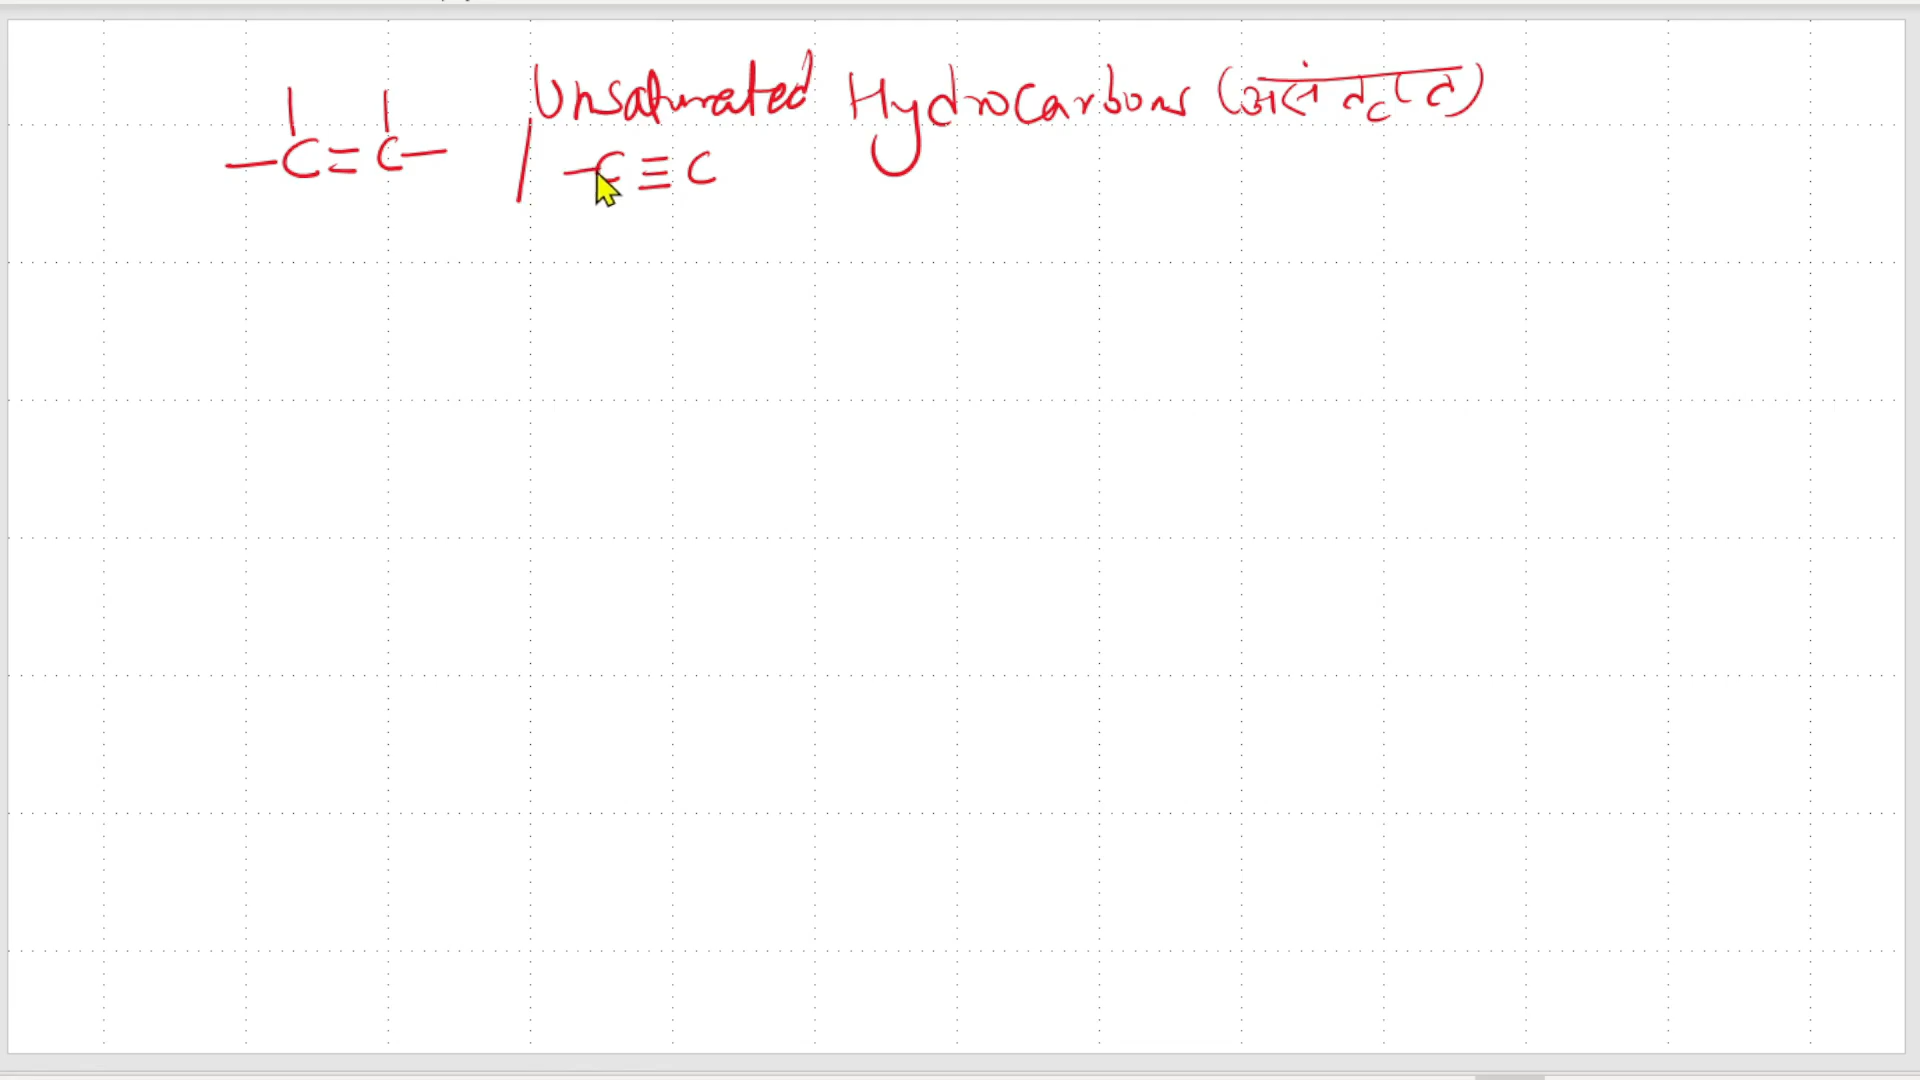 Unsaturated Hydrocarbons (असंतृप्त)
—C=C— / —C≡C